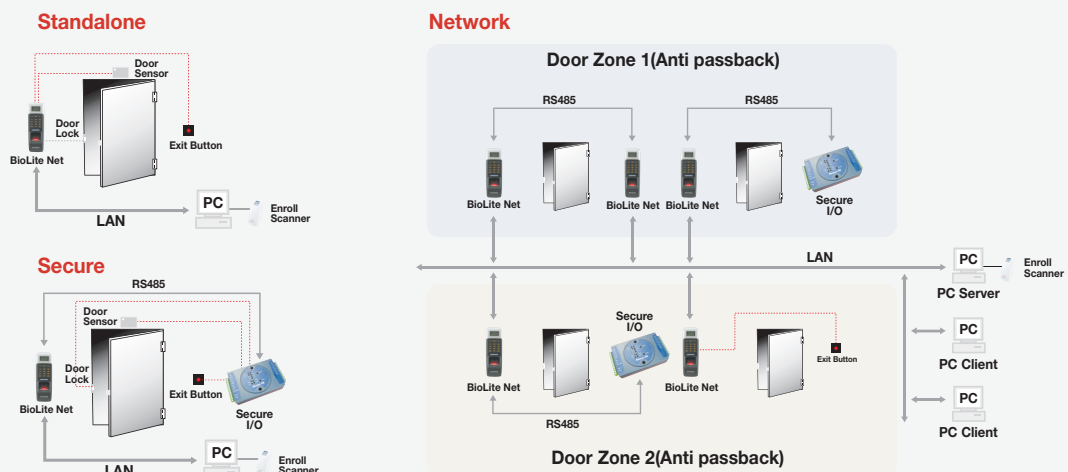 Standalone
Door
Sensor
Door
Lock
BioLite Net
Exit Button
LAN
PC
Enroll
Scanner
Secure
RS485
Door
Sensor
Door
Lock
BioLite Net
Exit Button
Secure
I/O
LAN
PC
Enroll
Scanner
Network
Door Zone 1(Anti passback)
RS485
RS485
BioLite Net
BioLite Net
BioLite Net
Secure
I/O
LAN
PC
Enroll
Scanner
PC Server
PC
PC Client
PC
PC Client
Secure
I/O
BioLite Net
BioLite Net
Exit Button
RS485
Door Zone 2(Anti passback)